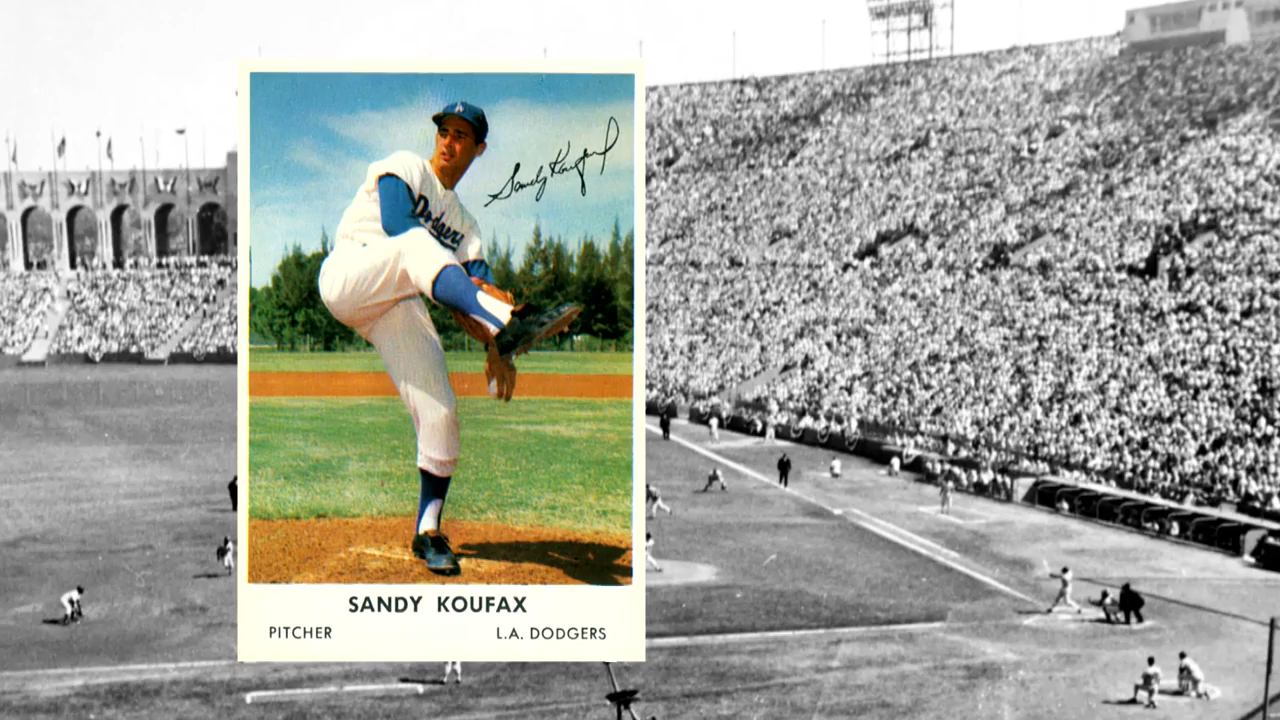 A
Sandy Koufax
Dodgers
SANDY KOUFAX
PITCHER L.A. DODGERS